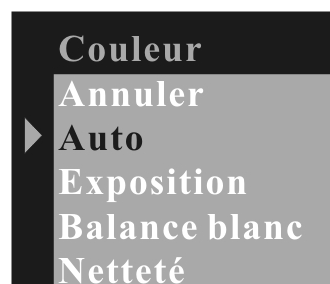 Couleur
Annuler
Auto
Exposition
Balance blanc
Netteté